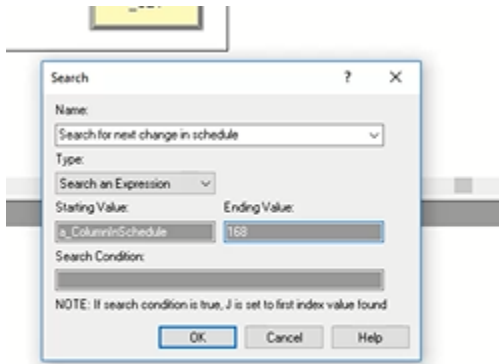 Search ? ×
Name:
Search for next change in schedule
Type:
Search an Expression
Starting Value: Ending Value:
a_ColumnInSchedule 168
Search Condition:
NOTE: If search condition is true, J is set to first index value found
OK Cancel Help